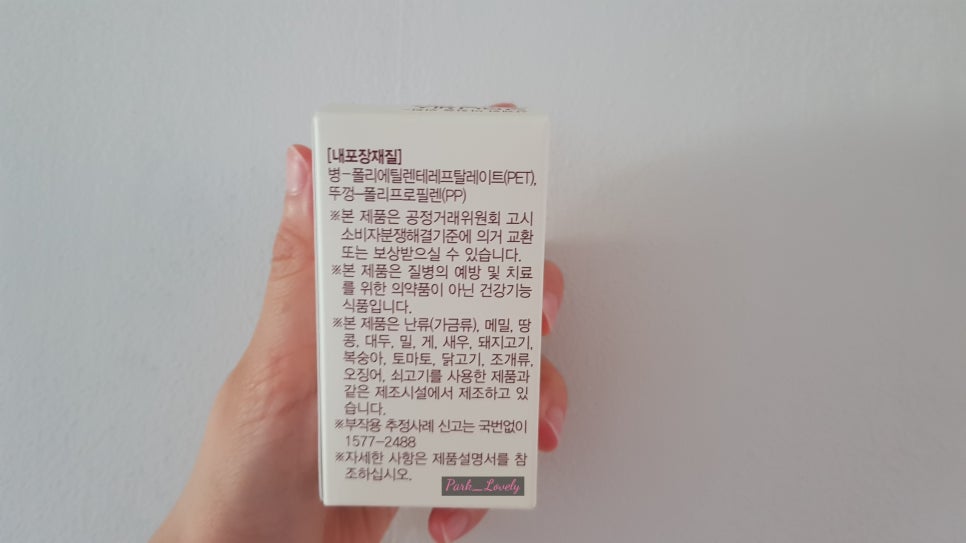 [내포장재질]
병-폴리에틸렌테레프탈레이트(PET),
뚜껑-폴리프로필렌(PP)
※본 제품은 공정거래위원회 고시
소비자분쟁해결기준에 의거 교환
또는 보상받으실 수 있습니다.
※본 제품은 질병의 예방 및 치료
를 위한 의약품이 아닌 건강기능
식품입니다.
※본 제품은 난류(가금류), 메밀, 땅
콩, 대두, 밀, 게, 새우, 돼지고기,
복숭아, 토마토, 닭고기, 조개류,
오징어, 쇠고기를 사용한 제품과
같은 제조시설에서 제조하고 있
습니다.
※부작용 추정사례 신고는 국번없이
1577-2488
※자세한 사항은 제품설명서를 참
조하십시오.
Park_Lovely